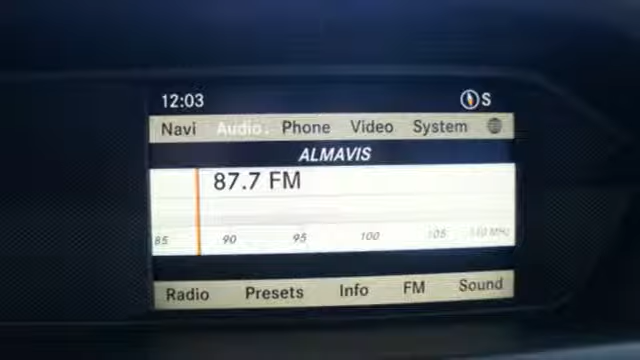 12:03 S
Navi Audio Phone Video System
ALMAVIS
87.7 FM
85 90 95 100 105 110 MHz
Radio Presets Info FM Sound